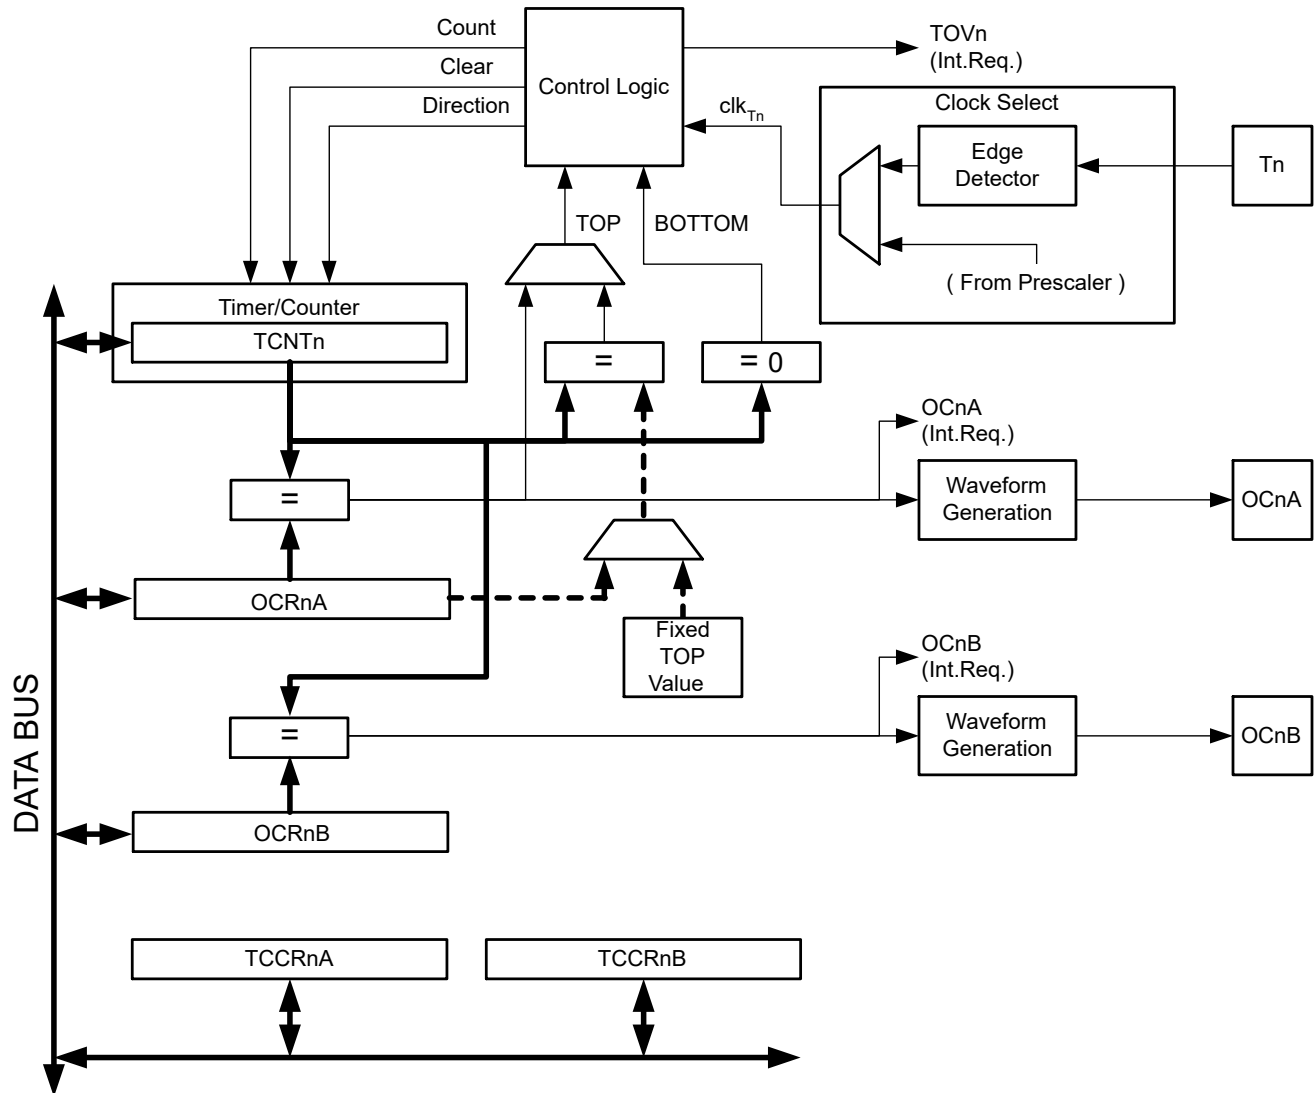 Count
Clear
Direction
Control Logic
TOVn
(Int.Req.)
clkTn
Clock Select
Edge
Detector
Tn
TOP
BOTTOM
( From Prescaler )
Timer/Counter
TCNTn
=
= 0
OCnA
(Int.Req.)
=
Waveform
Generation
OCnA
OCRnA
Fixed
TOP
Value
OCnB
(Int.Req.)
=
Waveform
Generation
OCnB
DATA BUS
OCRnB
TCCRnA
TCCRnB